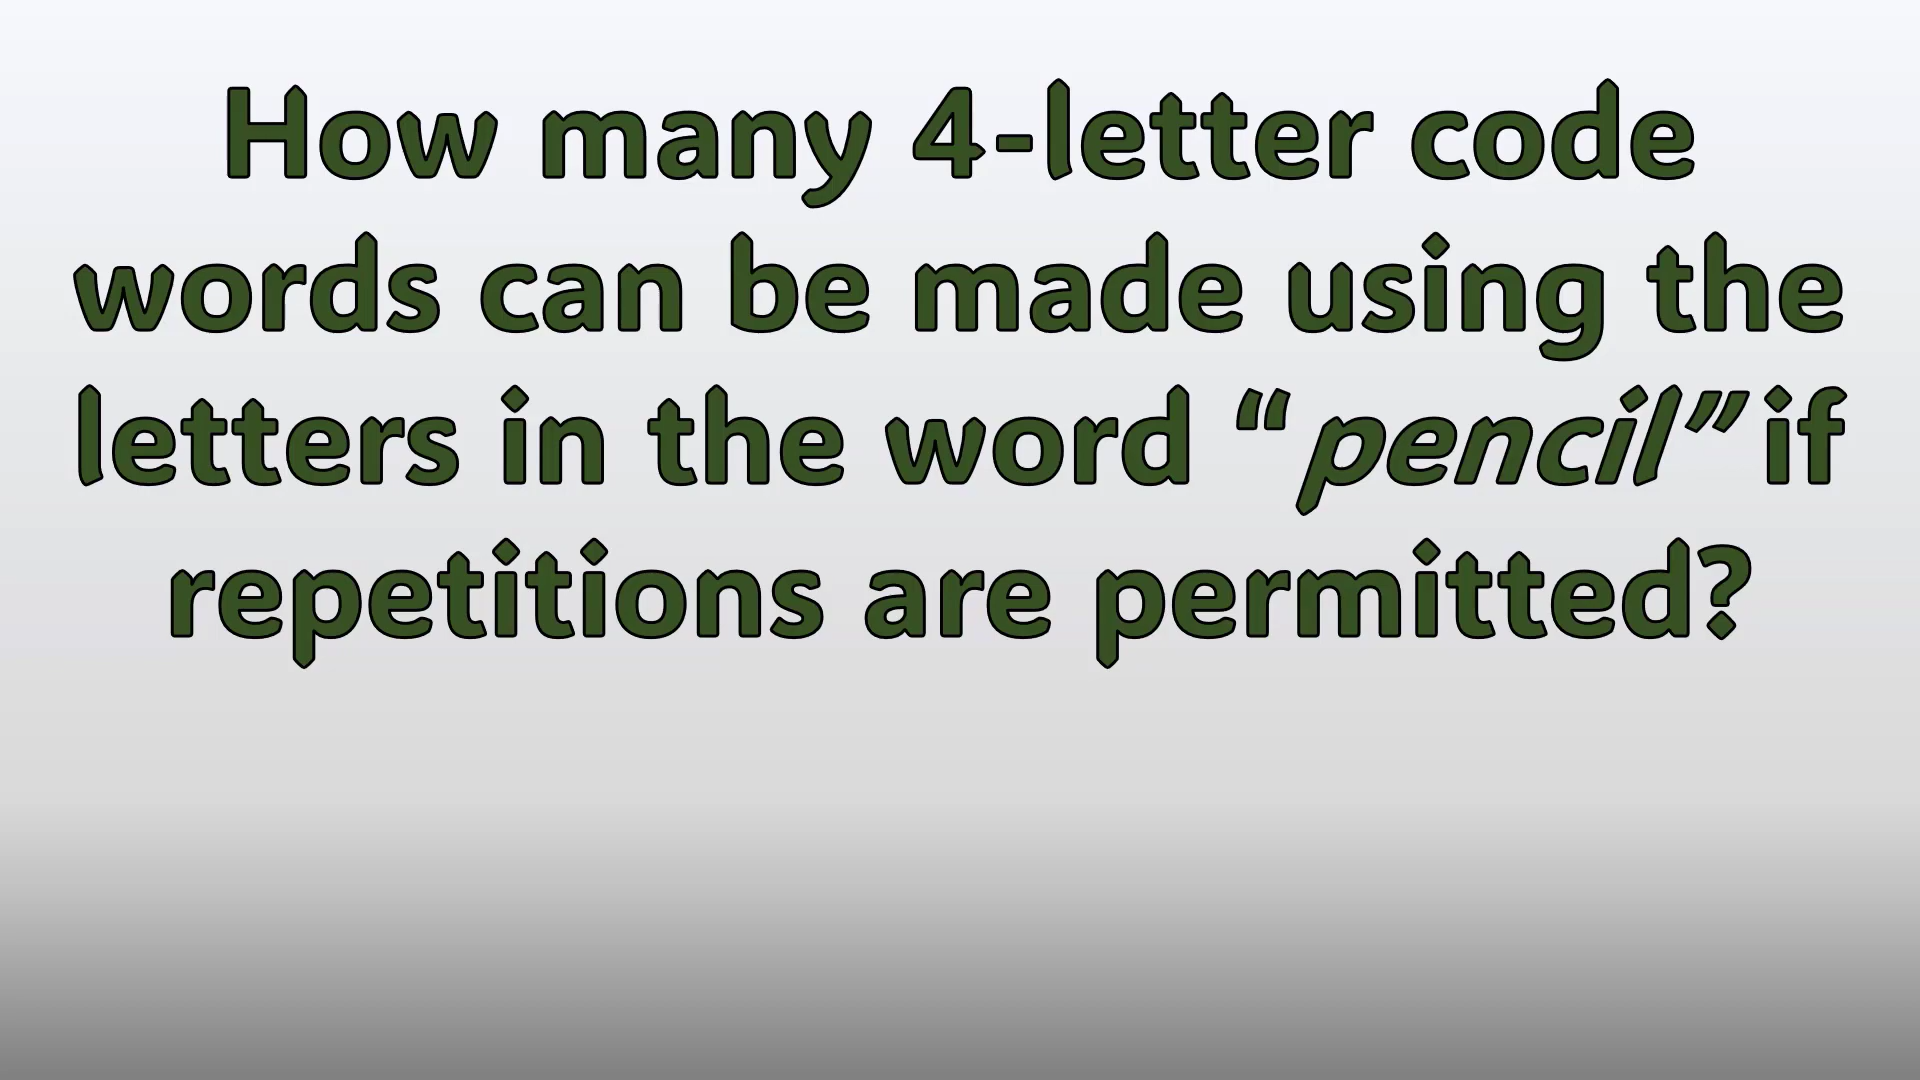 How many 4-letter code
words can be made using the
letters in the word “pencil” if
repetitions are permitted?